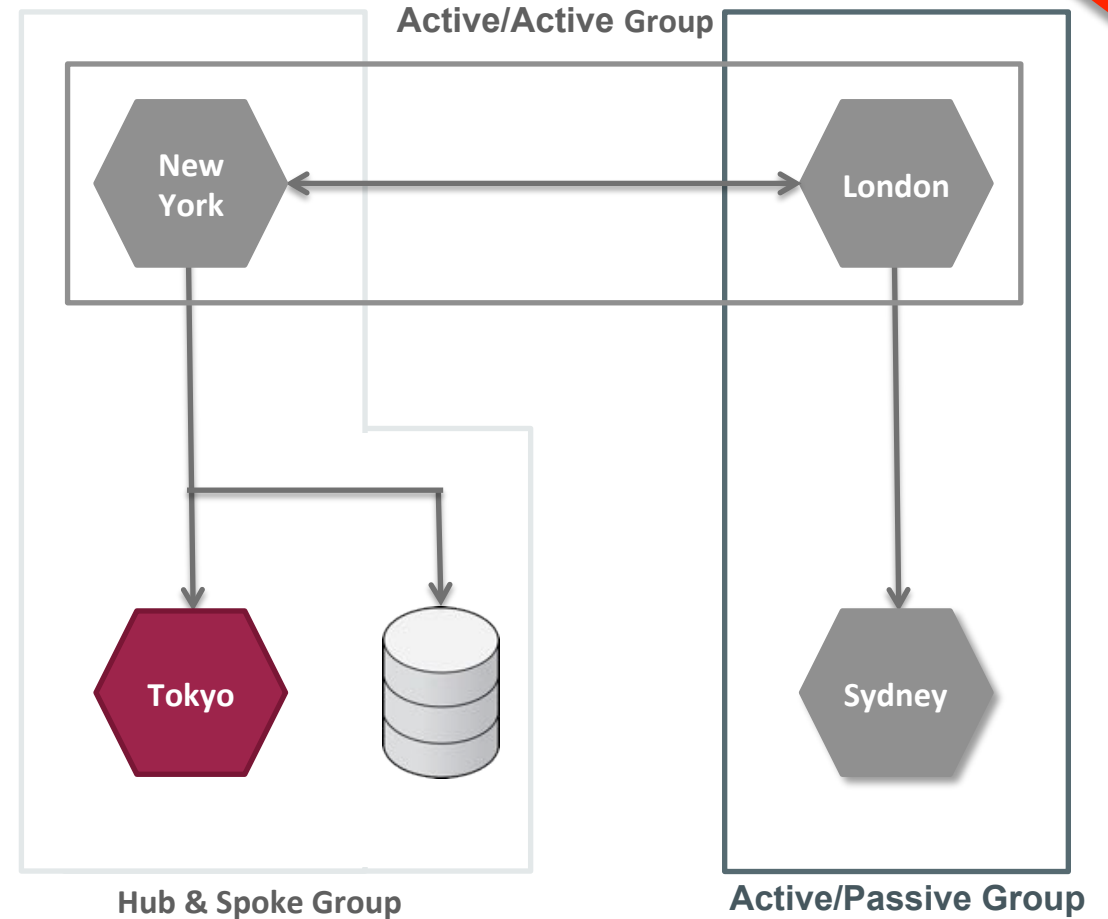 Active/Active Group
New
York
London
Tokyo
Sydney
Hub & Spoke Group
Active/Passive Group